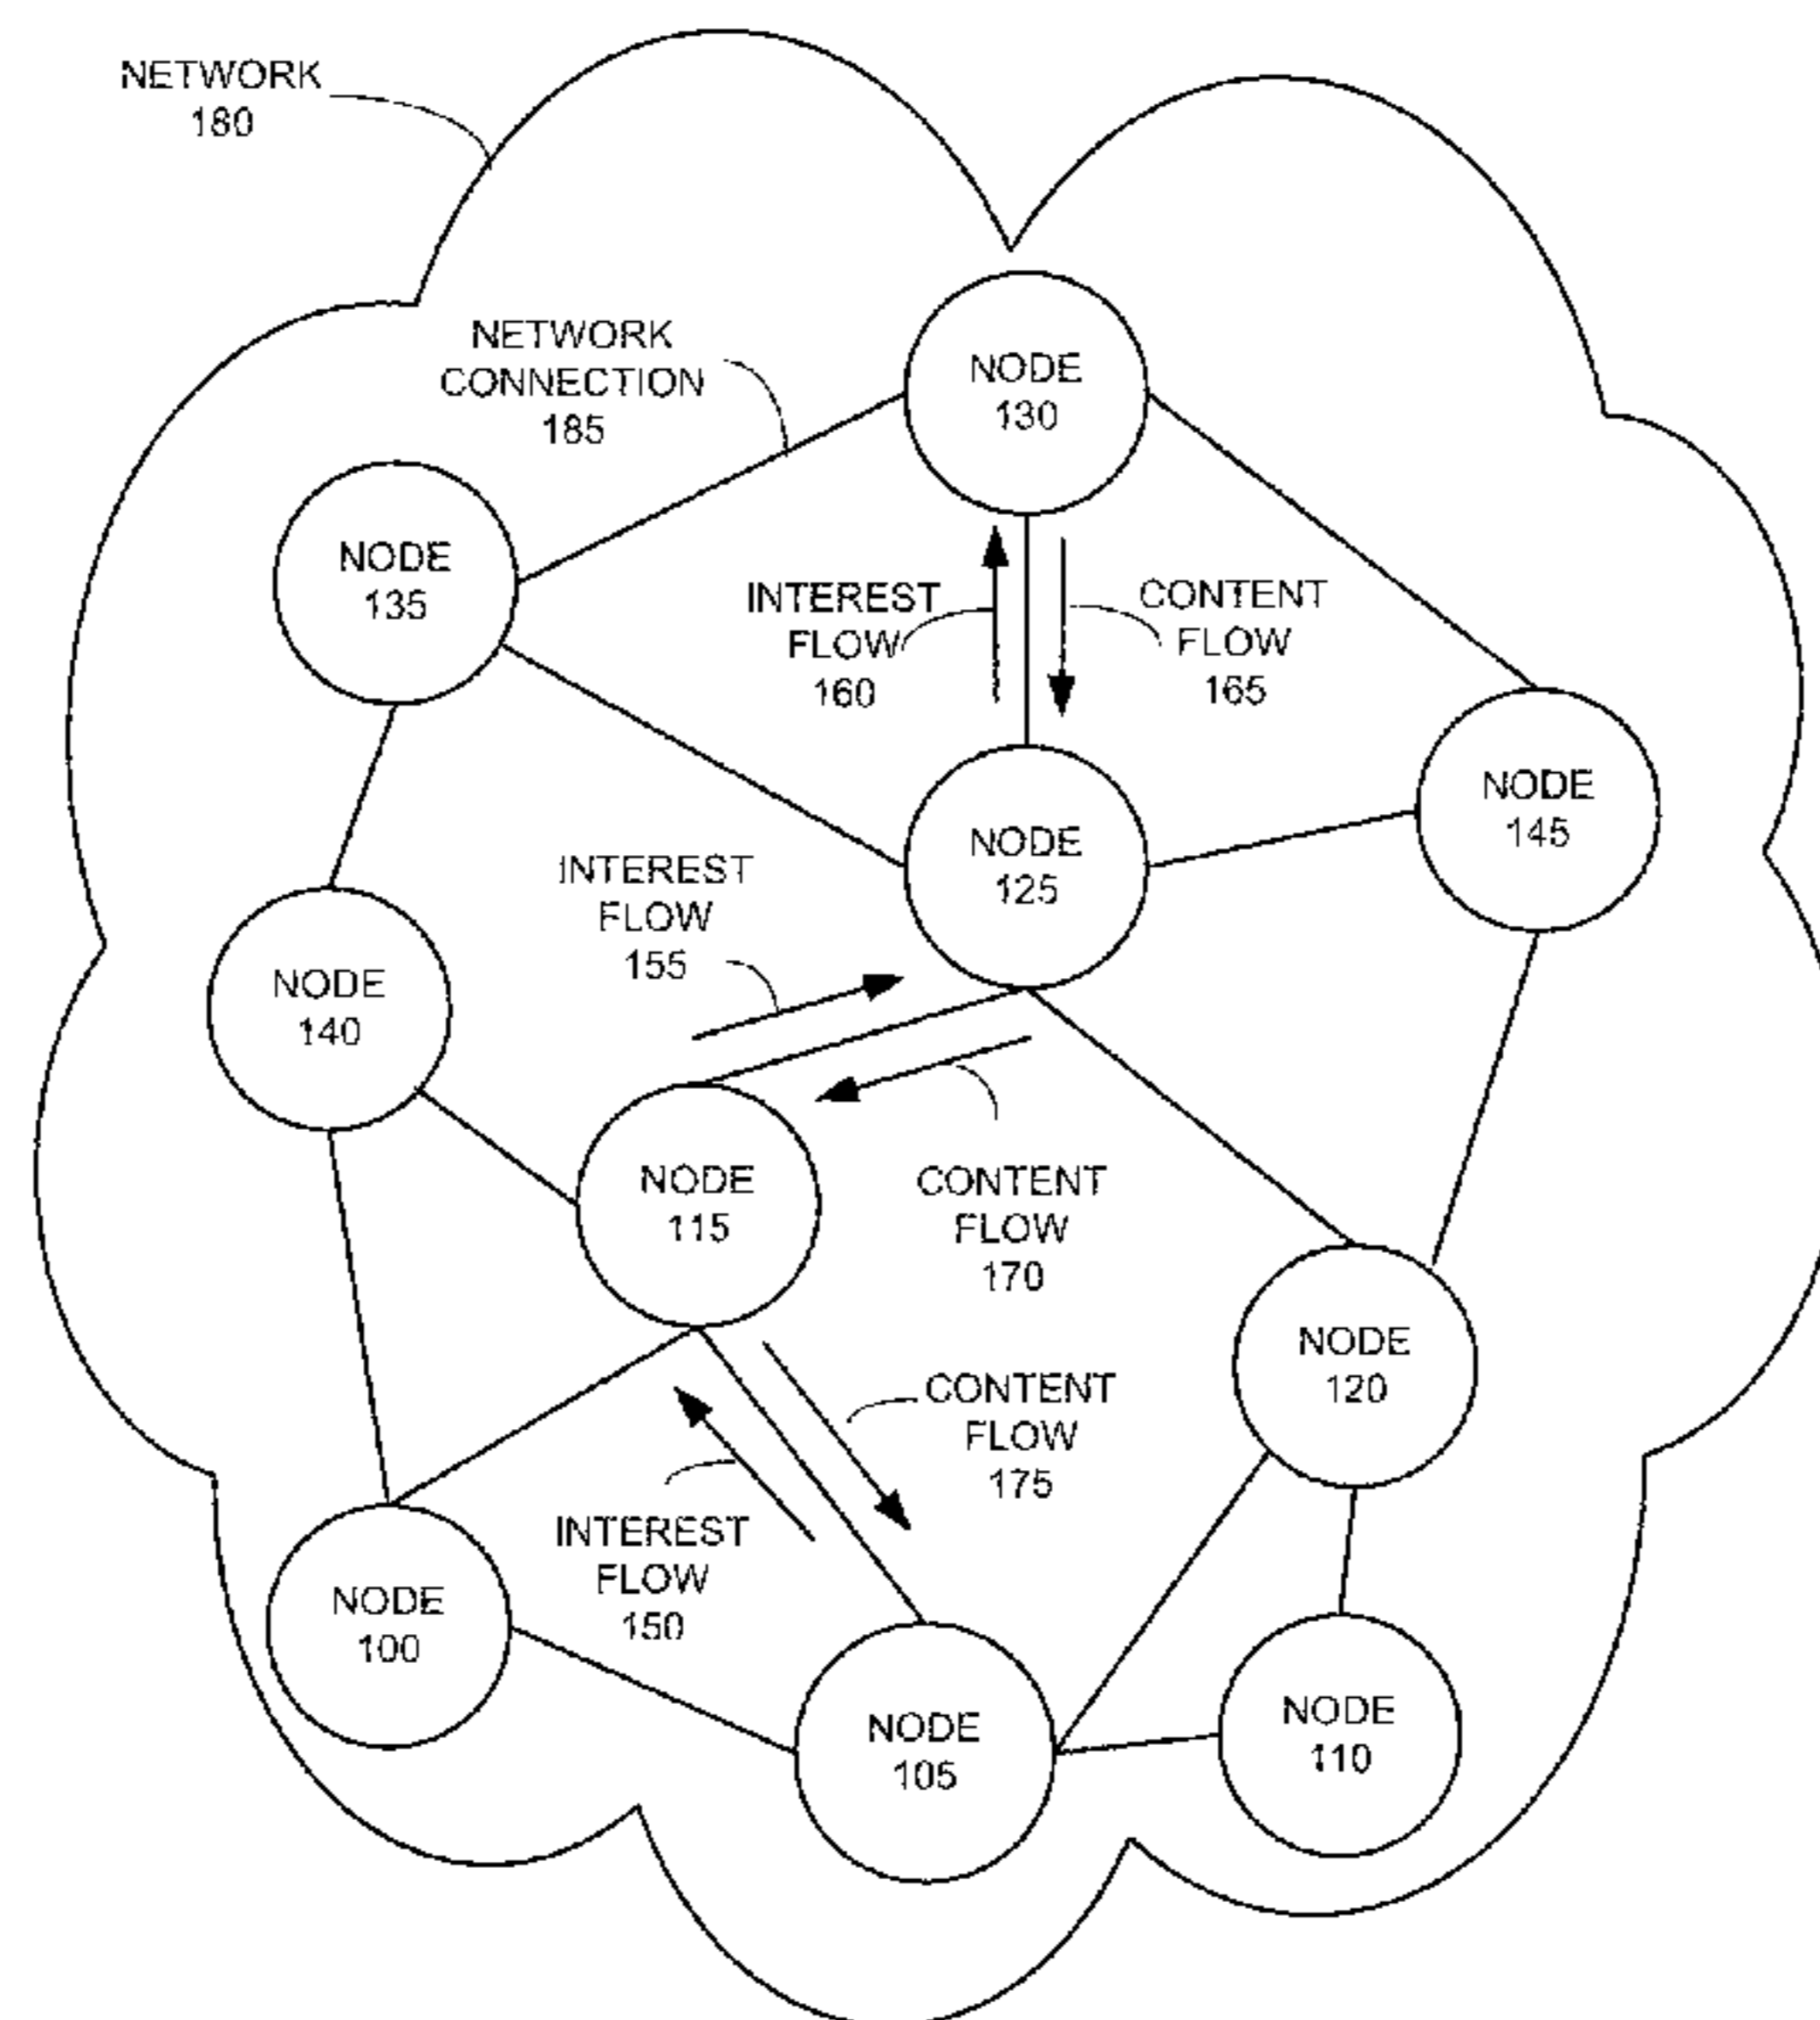 NETWORK
180
NETWORK
CONNECTION
185
NODE
130
NODE
135
INTEREST
FLOW
160
CONTENT
FLOW
165
NODE
145
NODE
125
INTEREST
FLOW
155
NODE
140
NODE
115
CONTENT
FLOW
170
NODE
120
CONTENT
FLOW
175
INTEREST
FLOW
150
NODE
100
NODE
105
NODE
110